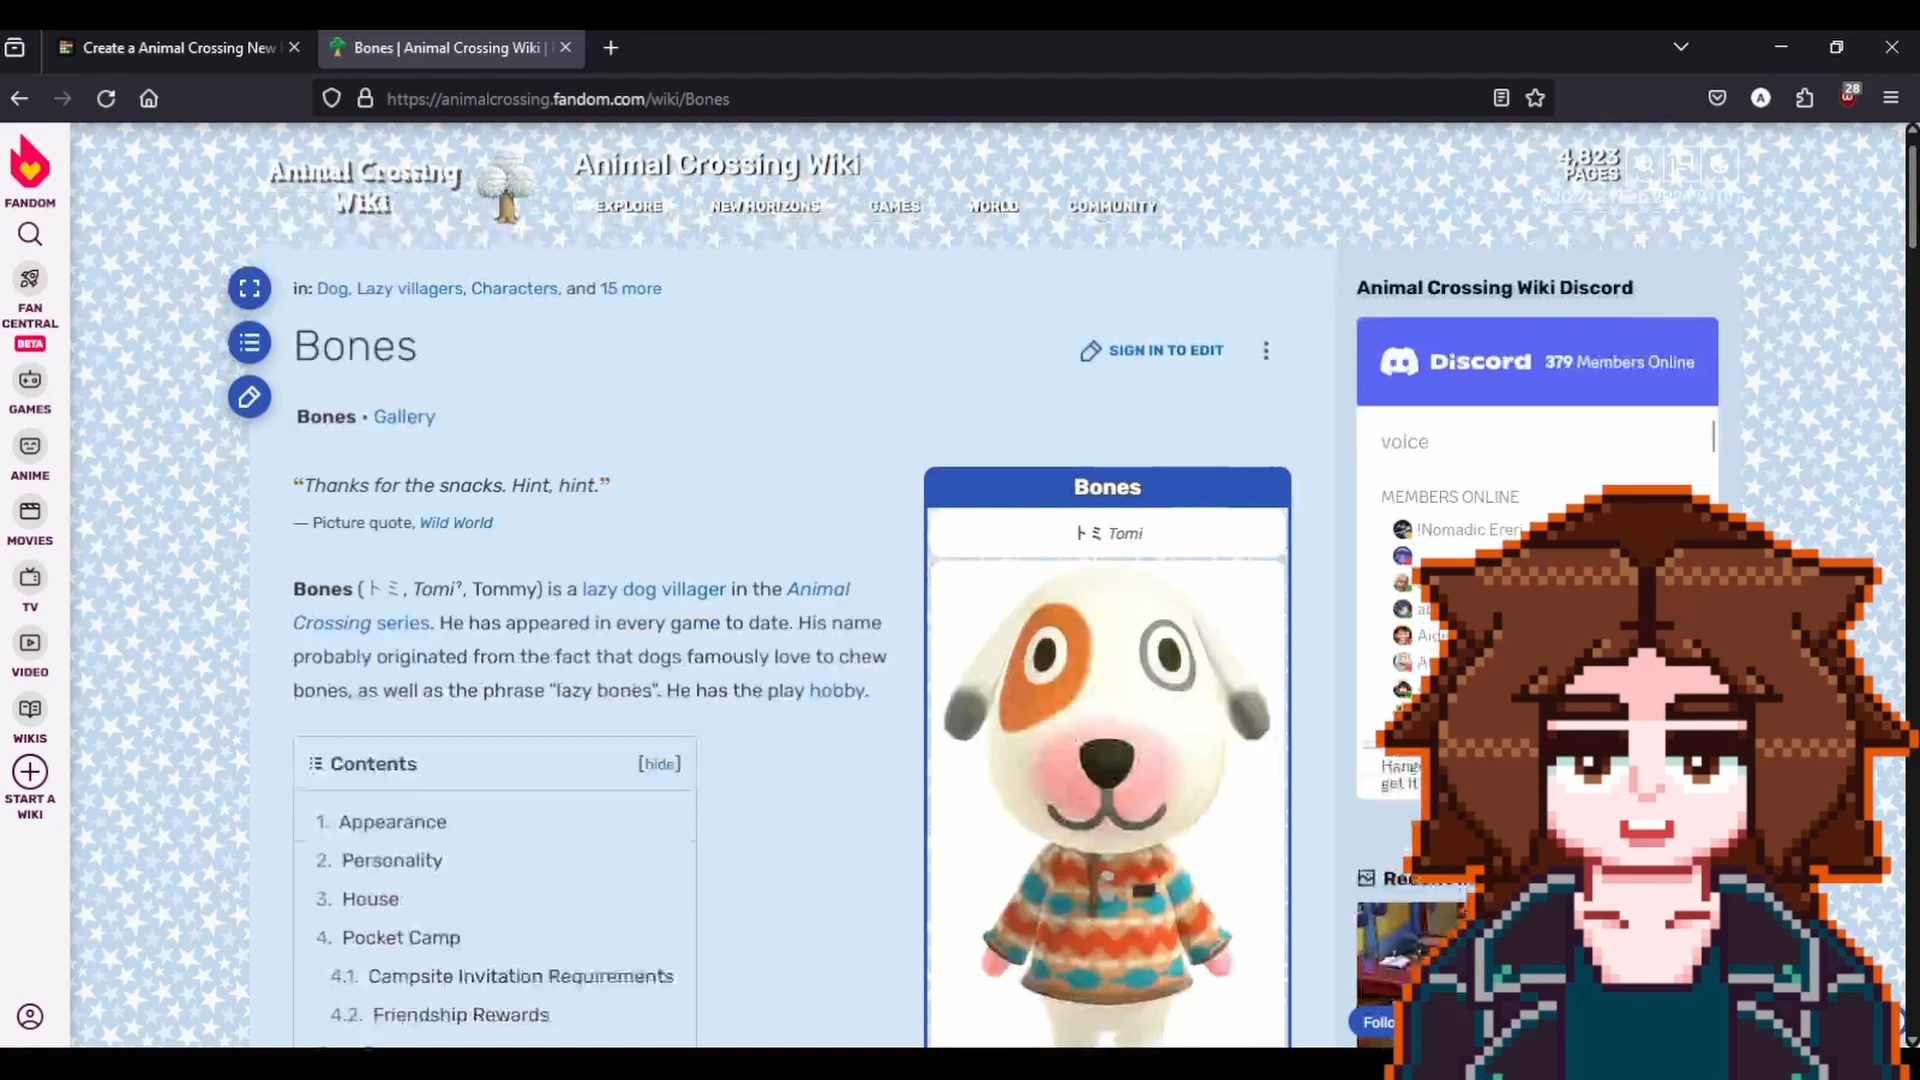 Create a Animal Crossing New
Bones | Animal Crossing Wiki |
https://animalcrossing.fandom.com/wiki/Bones
28
A
FANDOM
FAN
CENTRAL
BETA
GAMES
ANIME
MOVIES
TV
VIDEO
WIKIS
START A
WIKI
Animal Crossing
Wiki
Animal Crossing Wiki
EXPLORE
NEW HORIZONS
GAMES
WORLD
COMMUNITY
4,823
PAGES
in: Dog, Lazy villagers, Characters, and 15 more
Bones
SIGN IN TO EDIT
Bones • Gallery
“Thanks for the snacks. Hint, hint.”
— Picture quote, Wild World
Bones (トミ, Tomi?, Tommy) is a lazy dog villager in the Animal
Crossing series. He has appeared in every game to date. His name
probably originated from the fact that dogs famously love to chew
bones, as well as the phrase "lazy bones". He has the play hobby.
Contents [hide]
1. Appearance
2. Personality
3. House
4. Pocket Camp
4.1. Campsite Invitation Requirements
4.2. Friendship Rewards
Bones
トミ Tomi
Animal Crossing Wiki Discord
Discord 379 Members Online
voice
MEMBERS ONLINE
!Nomadic
get it